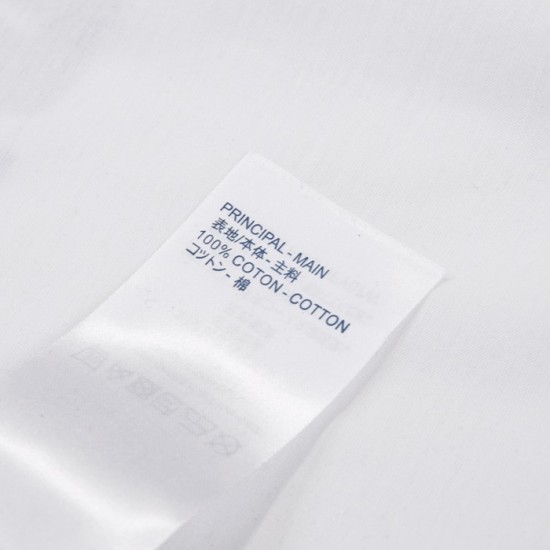 PRINCIPAL - MAIN
表地/本体 - 主料
100% COTON - COTTON
コットン - 棉